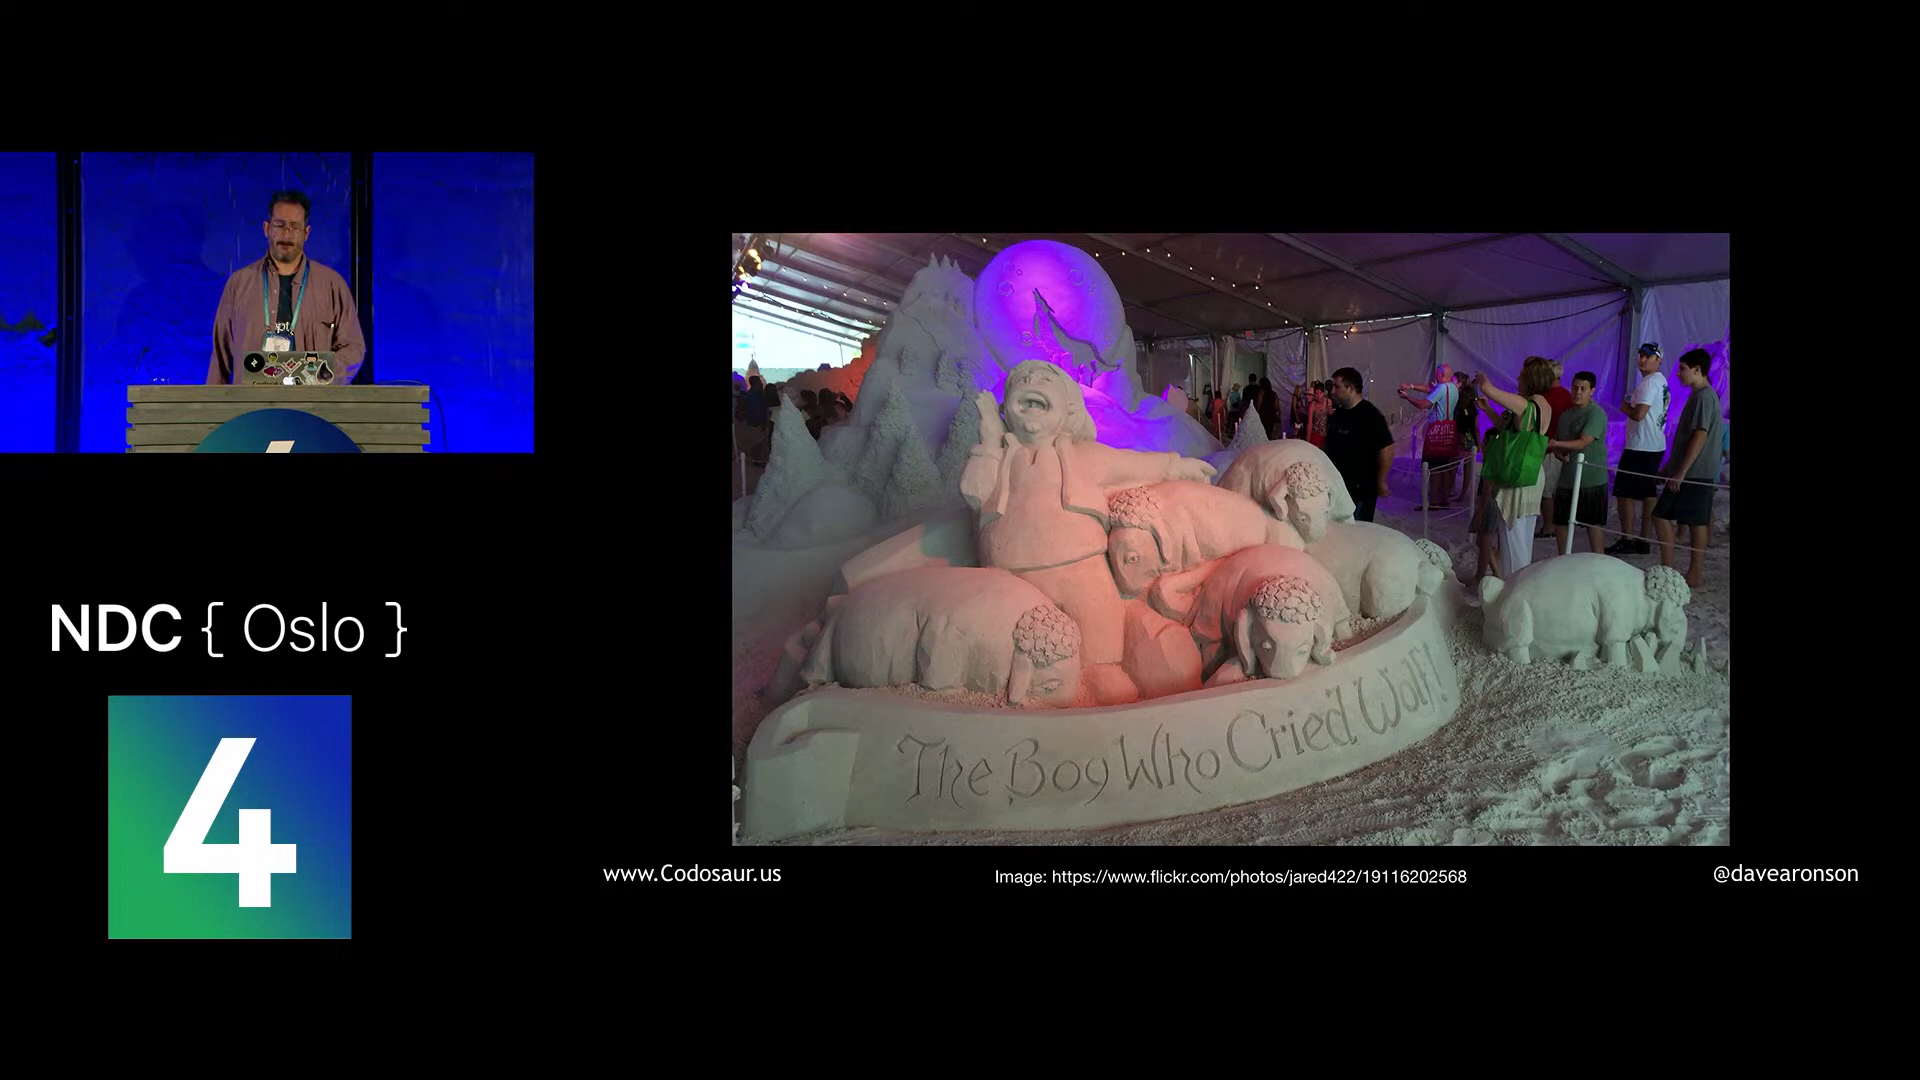 NDC { Oslo }
4
The Boy Who Cried Wolf!
www.Codosaur.us
Image: https://www.flickr.com/photos/jared422/19116202568
@davearonson